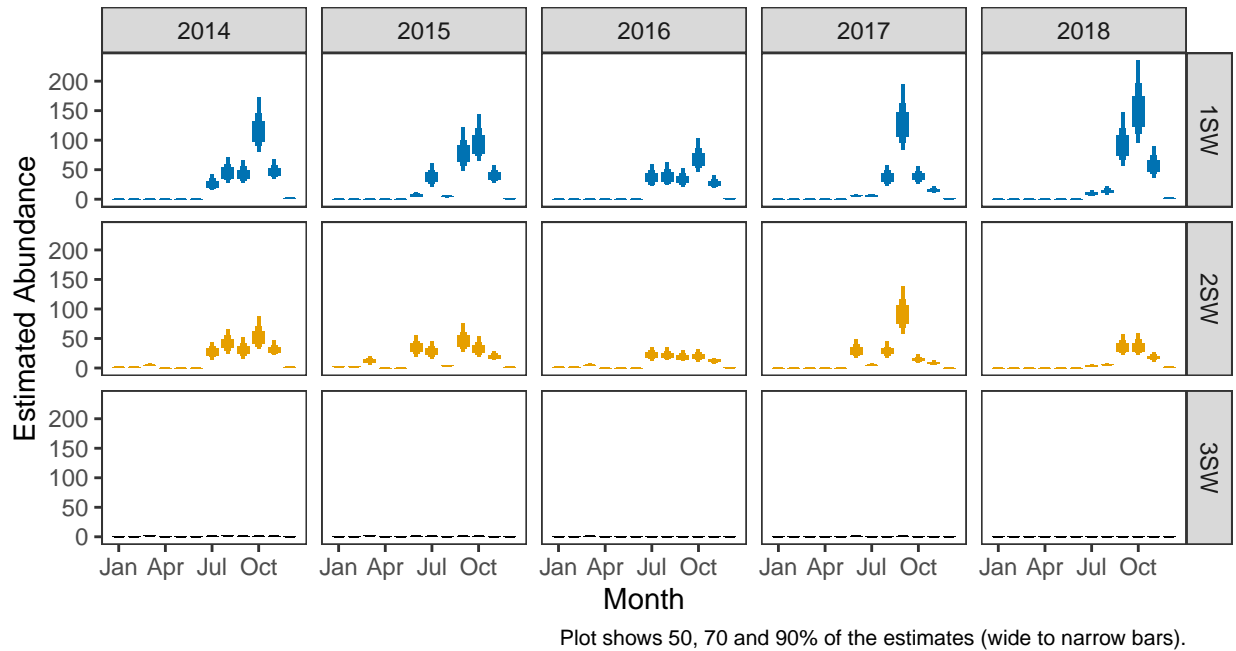 2014 2015 2016 2017 2018
200
150
100
50
0
1SW
200
150
100
50
0
2SW
200
150
100
50
0
3SW
Estimated Abundance
Jan Apr Jul Oct Jan Apr Jul Oct Jan Apr Jul Oct Jan Apr Jul Oct Jan Apr Jul Oct
Month
Plot shows 50, 70 and 90% of the estimates (wide to narrow bars).